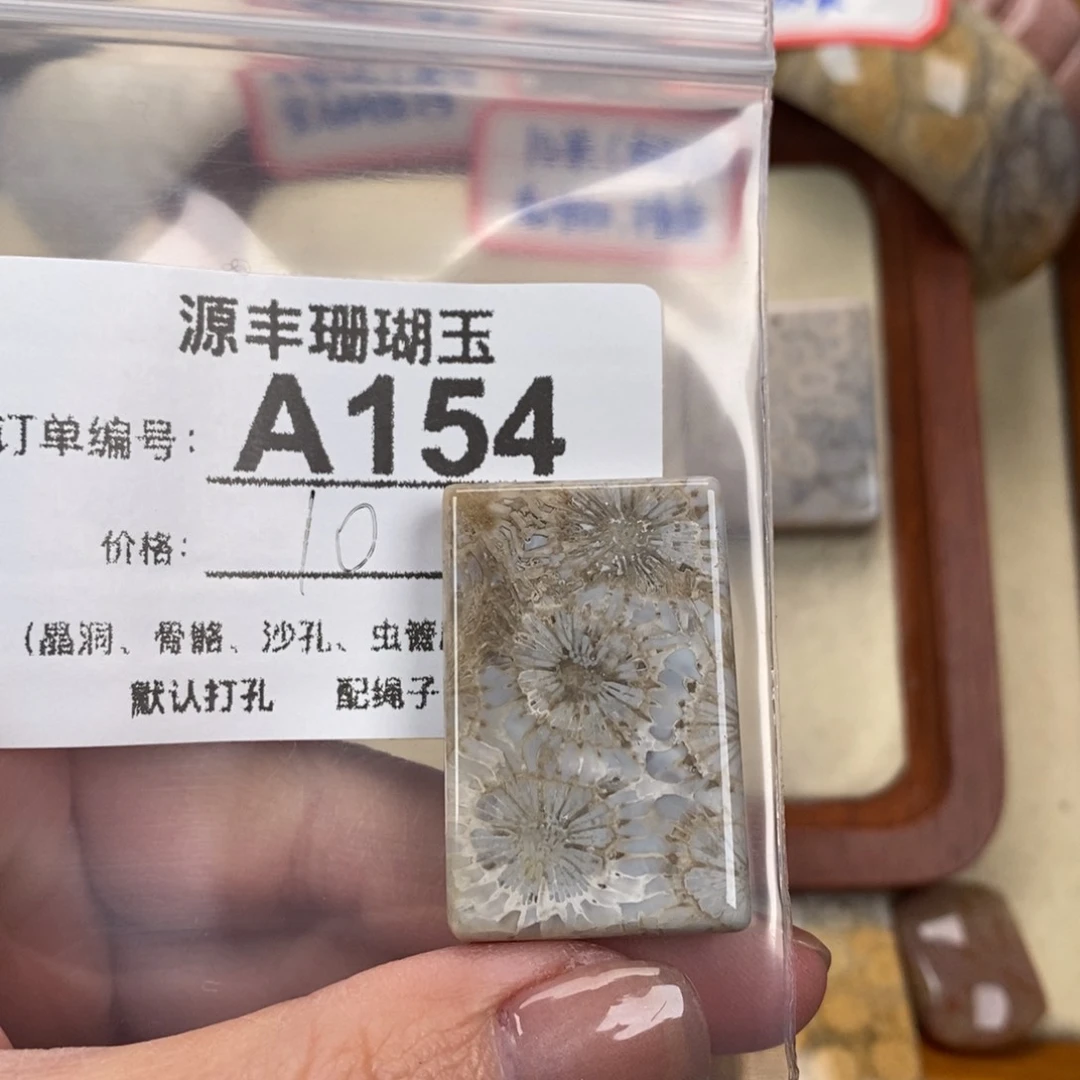 源丰珊瑚玉
订单编号: A154
价格: 10
(晶洞、骨骼、沙孔、虫
默认打孔 配绳子